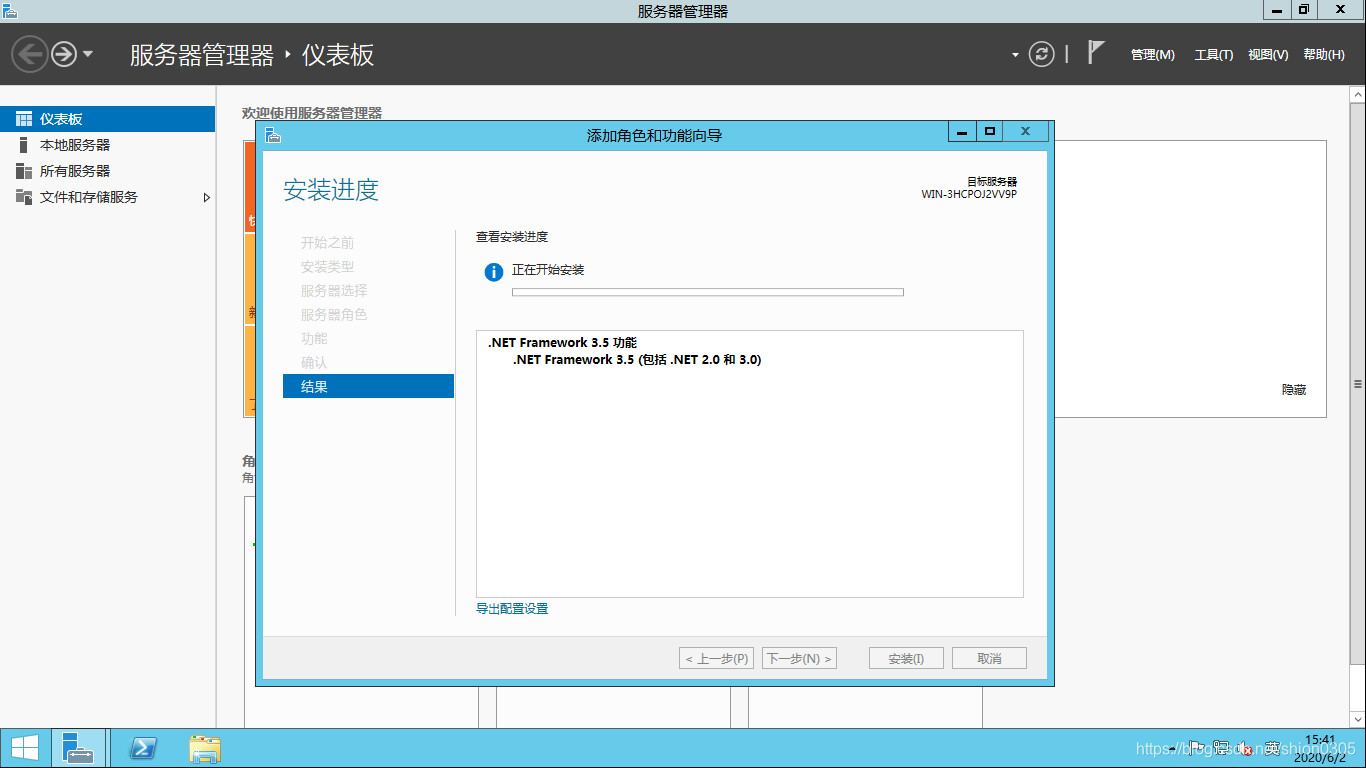 服务器管理器
服务器管理器 ‣ 仪表板
管理(M) 工具(T) 视图(V) 帮助(H)
仪表板
本地服务器
所有服务器
文件和存储服务
欢迎使用服务器管理器
添加角色和功能向导
安装进度
目标服务器
WIN-3HCPOJ2VV9P
开始之前
安装类型
服务器选择
服务器角色
功能
确认
结果
查看安装进度
正在开始安装
.NET Framework 3.5 功能
.NET Framework 3.5 (包括 .NET 2.0 和 3.0)
导出配置设置
< 上一步(P) 下一步(N) > 安装(I) 取消
隐藏
角
角
英
15:41
2020/6/2